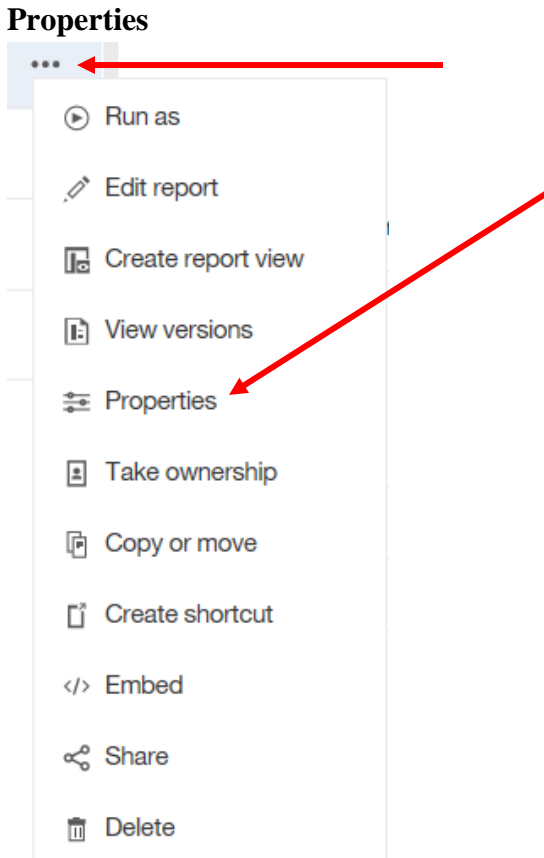 Properties
Run as
Edit report
Create report view
View versions
Properties
Take ownership
Copy or move
Create shortcut
Embed
Share
Delete